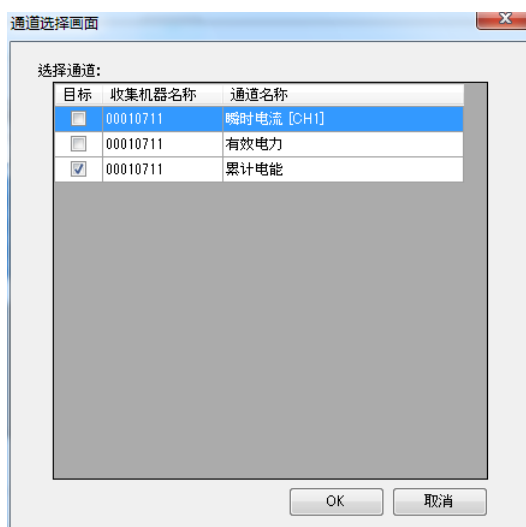 通道选择画面
选择通道:
目标 收集机器名称 通道名称
00010711 瞬时电流 [CH1]
00010711 有效电力
00010711 累计电能
OK 取消